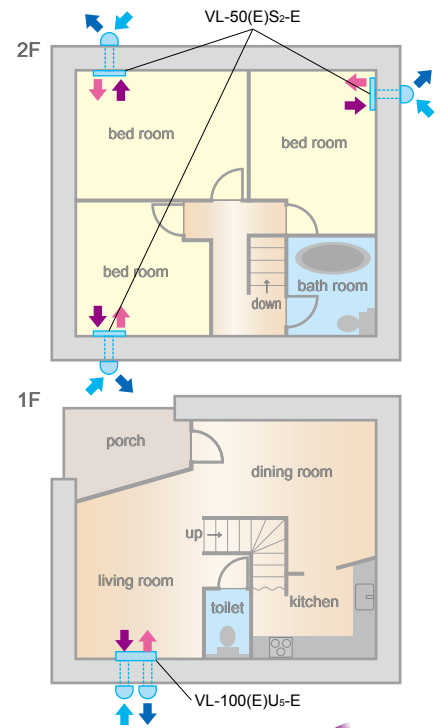 VL-50(E)S₂-E
2F
bed room
bed room
bed room
bath room
down
1F
porch
dining room
up
living room
toilet
kitchen
VL-100(E)U₅-E